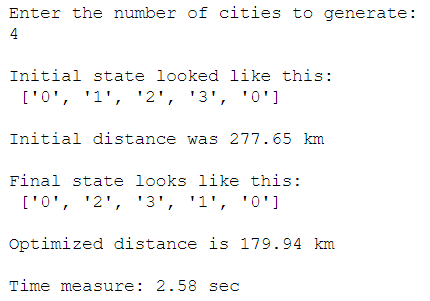 Enter the number of cities to generate:
4
Initial state looked like this:
['0', '1', '2', '3', '0']
Initial distance was 277.65 km
Final state looks like this:
['0', '2', '3', '1', '0']
Optimized distance is 179.94 km
Time measure: 2.58 sec